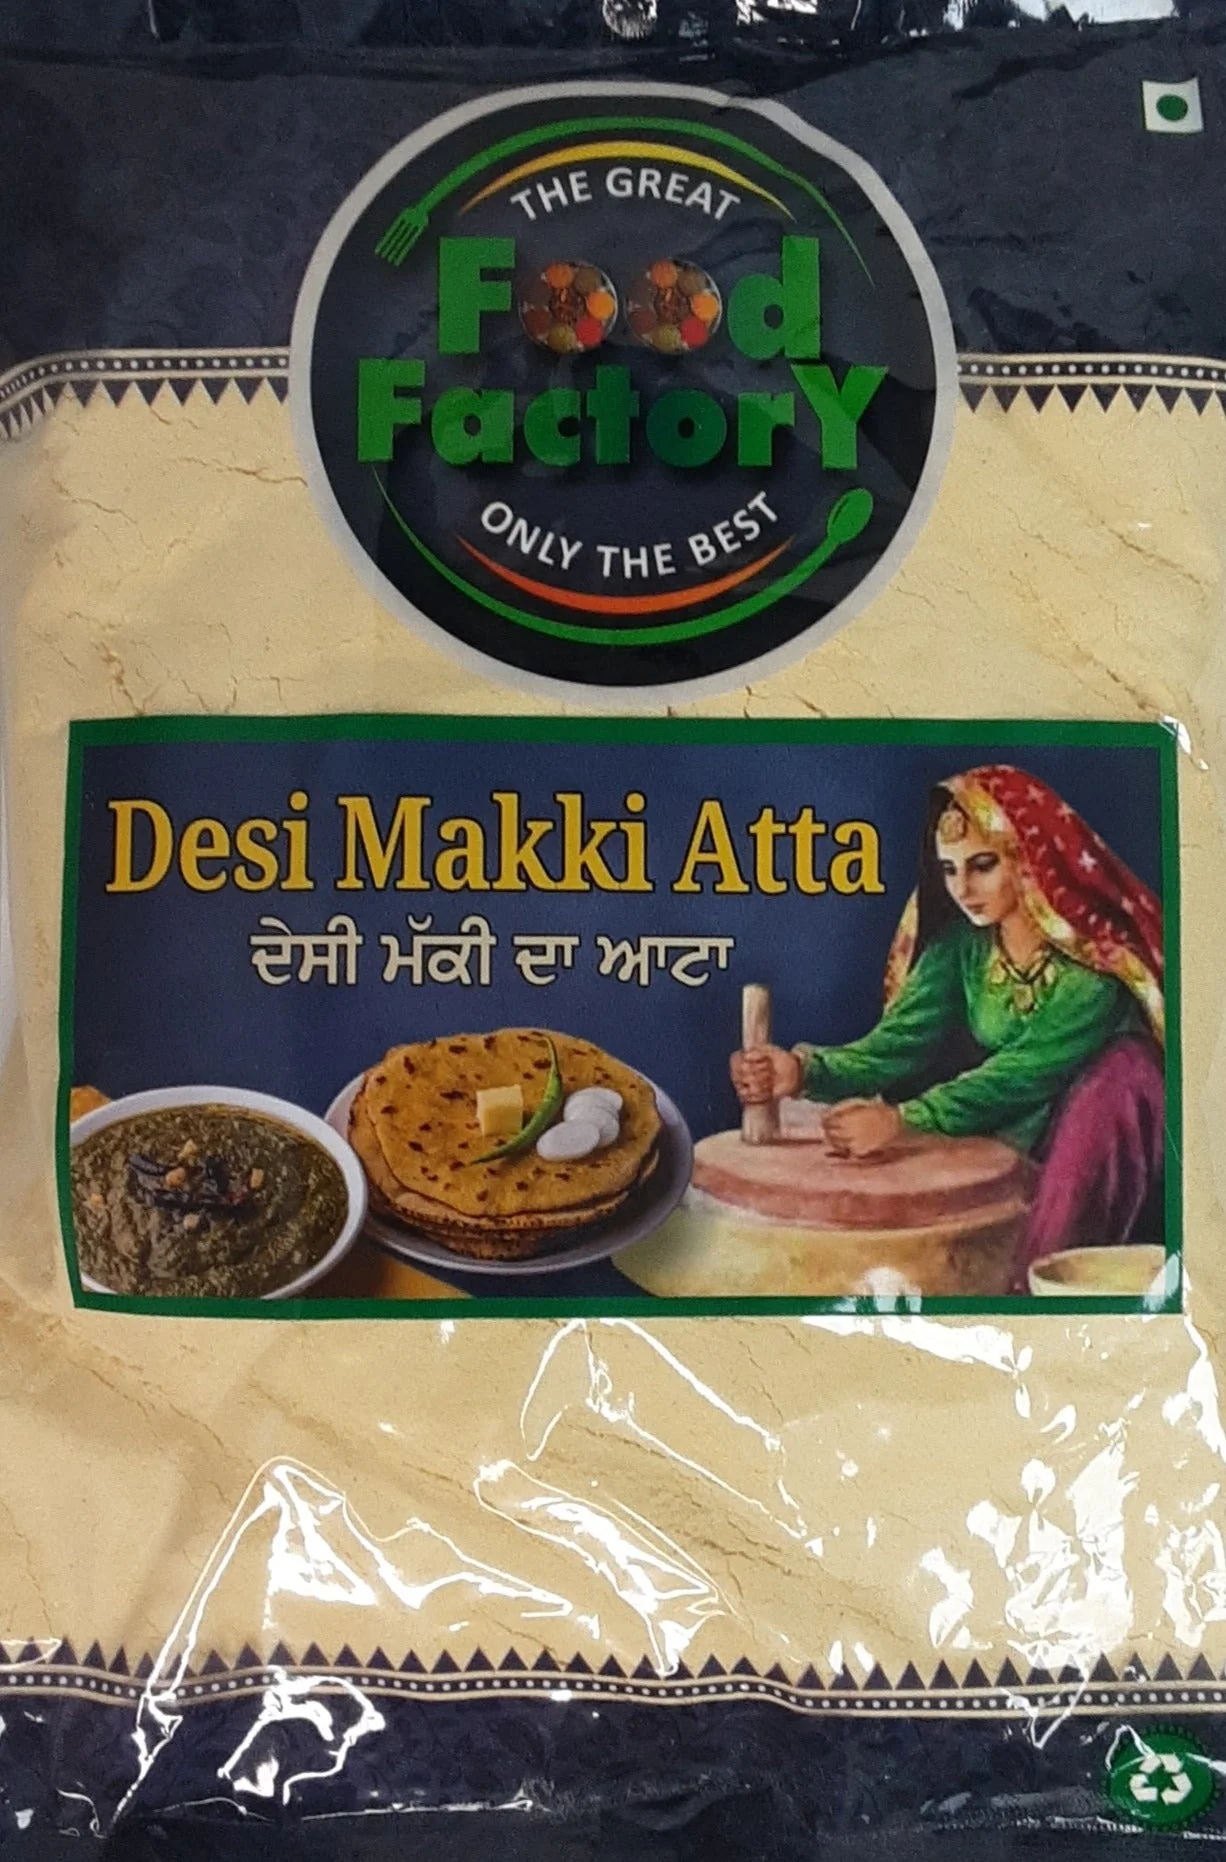 THE GREAT
Food
FactorY
ONLY THE BEST
Desi Makki Atta
ਦੇਸੀ ਮੱਕੀ ਦਾ ਆਟਾ